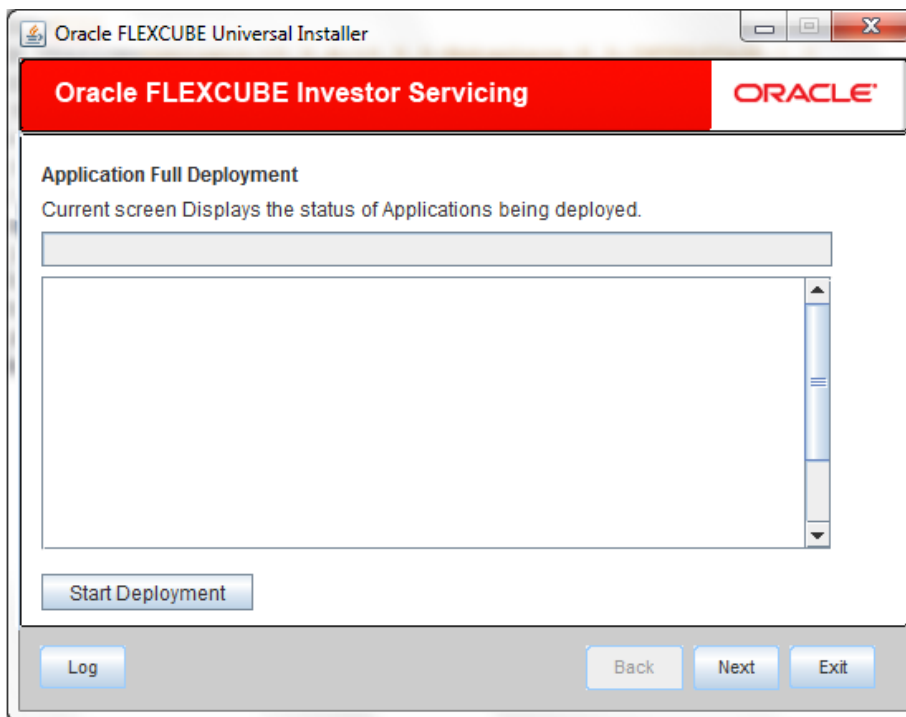 Oracle FLEXCUBE Universal Installer
Oracle FLEXCUBE Investor Servicing
ORACLE
Application Full Deployment
Current screen Displays the status of Applications being deployed.
Start Deployment
Log
Back
Next
Exit